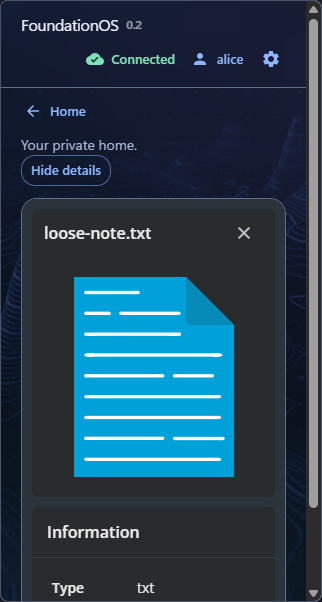 FoundationOS 0.2
Connected alice
Home
Your private home.
Hide details
loose-note.txt
Information
Type txt